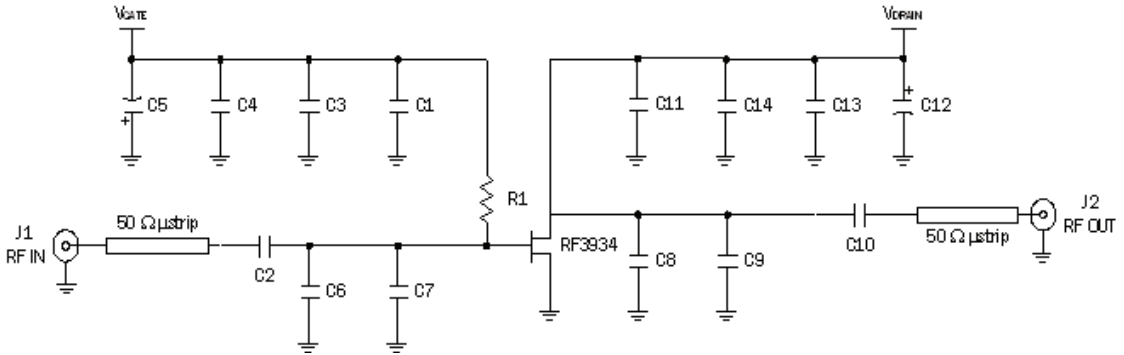 VGATE
VDRAIN
C5
C4
C3
C1
C11
C14
C13
C12
R1
J1
RF IN
50 Ω µstrip
C2
C6
C7
RF3934
C8
C9
C10
50 Ω µstrip
J2
RF OUT